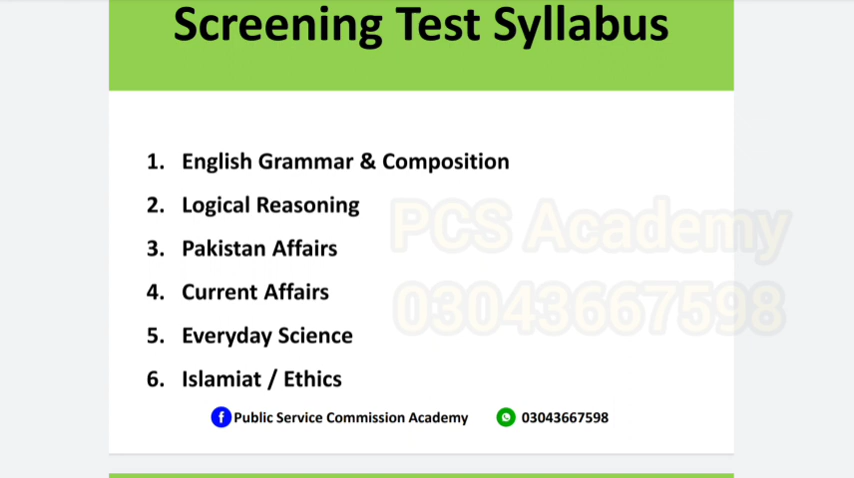 Screening Test Syllabus
1. English Grammar & Composition
2. Logical Reasoning
3. Pakistan Affairs
4. Current Affairs
5. Everyday Science
6. Islamiat / Ethics
PCS Academy
03043667598
f Public Service Commission Academy 03043667598